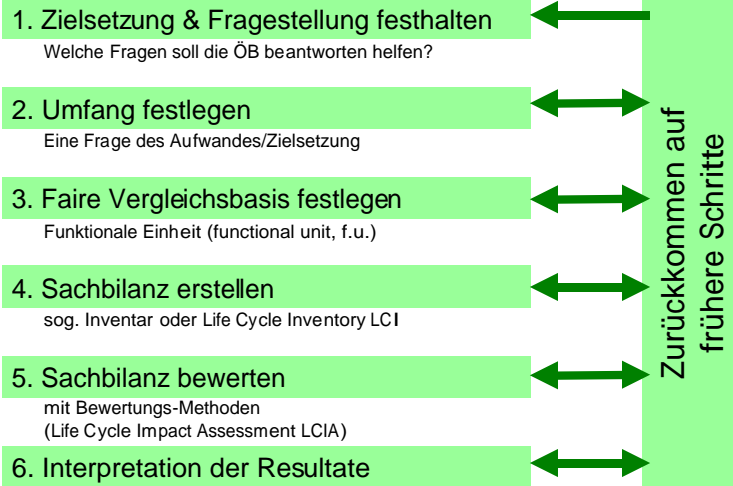 1. Zielsetzung & Fragestellung festhalten
Welche Fragen soll die ÖB beantworten helfen?
2. Umfang festlegen
Eine Frage des Aufwandes/Zielsetzung
3. Faire Vergleichsbasis festlegen
Funktionale Einheit (functional unit, f.u.)
4. Sachbilanz erstellen
sog. Inventar oder Life Cycle Inventory LCI
5. Sachbilanz bewerten
mit Bewertungs-Methoden
(Life Cycle Impact Assessment LCIA)
6. Interpretation der Resultate
Zurückkommen auf
frühere Schritte